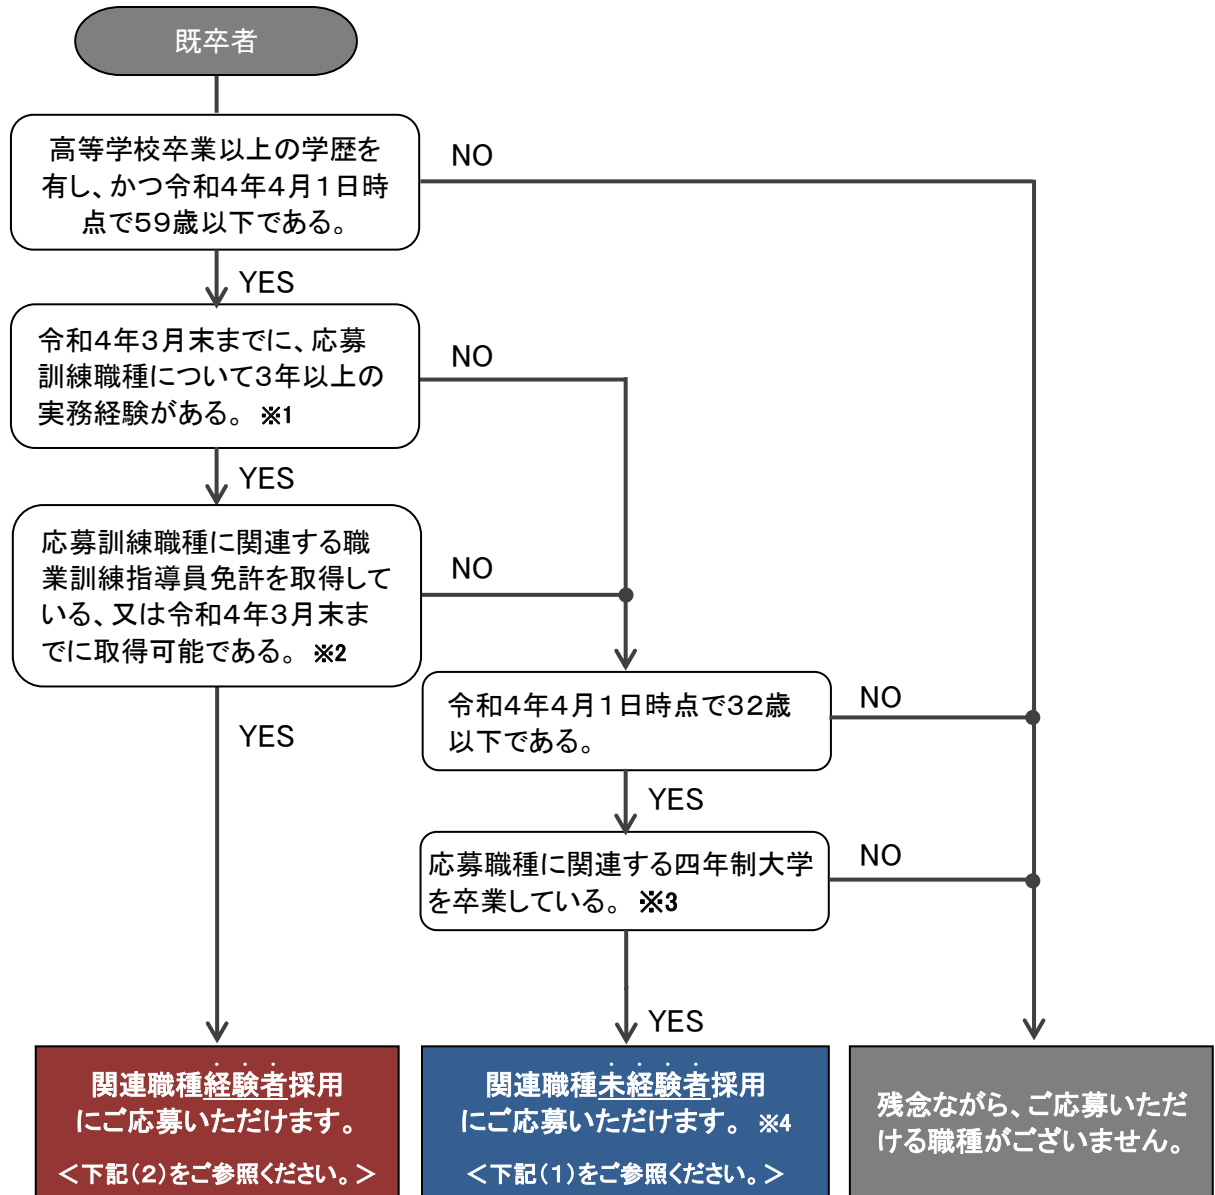 既卒者
高等学校卒業以上の学歴を
有し、かつ令和4年4月1日時
点で59歳以下である。
NO
YES
令和4年3月末までに、応募
訓練職種について3年以上の
実務経験がある。 ※1
NO
YES
応募訓練職種に関連する職
業訓練指導員免許を取得して
いる、又は令和4年3月末ま
でに取得可能である。 ※2
NO
YES
令和4年4月1日時点で32歳
以下である。
NO
YES
応募職種に関連する四年制大学
を卒業している。 ※3
NO
YES
関連職種経験者採用
にご応募いただけます。
＜下記(2)をご参照ください。＞
関連職種未経験者採用
にご応募いただけます。 ※4
＜下記(1)をご参照ください。＞
残念ながら、ご応募いただ
ける職種がございません。